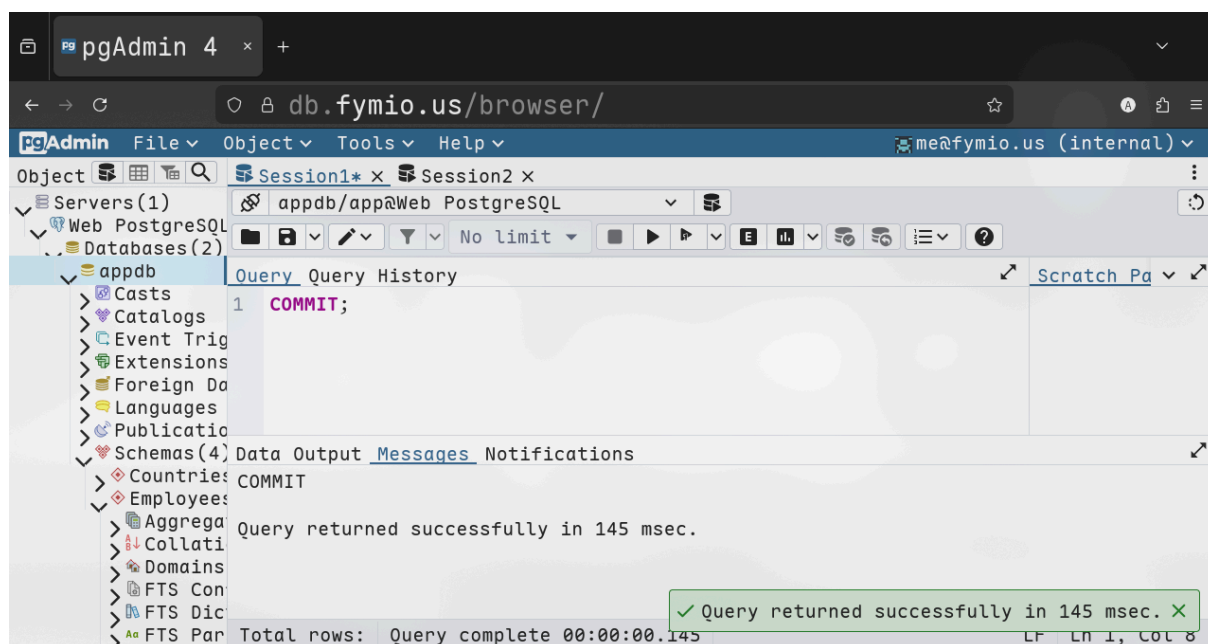 pgAdmin 4
db.fymio.us/browser/
pgAdmin File Object Tools Help me@fymio.us (internal)
Object Session1* Session2
Servers(1) appdb/app@Web PostgreSQL
Web PostgreSQL No limit
Databases(2)
appdb Query Query History Scratch Pa
Casts 1 COMMIT;
Catalogs
Event Trig
Extensions
Foreign Da
Languages
Publicatio
Schemas(4) Data Output Messages Notifications
Countries COMMIT
Employees
Aggrega Query returned successfully in 145 msec.
Collati
Domains
FTS Con
FTS Dic Query returned successfully in 145 msec.
FTS Par Total rows: Query complete 00:00:00.145 LF Ln 1, Col 8